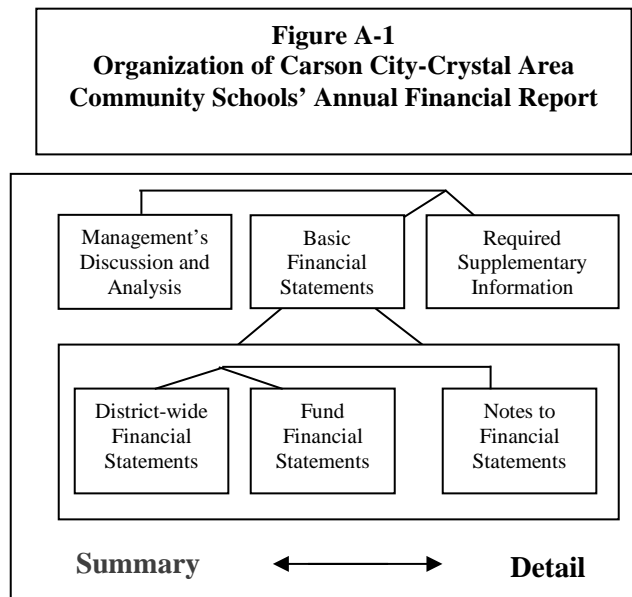 Figure A-1
Organization of Carson City-Crystal Area
Community Schools’ Annual Financial Report
Management’s
Discussion and
Analysis
Basic
Financial
Statements
Required
Supplementary
Information
District-wide
Financial
Statements
Fund
Financial
Statements
Notes to
Financial
Statements
Summary
Detail